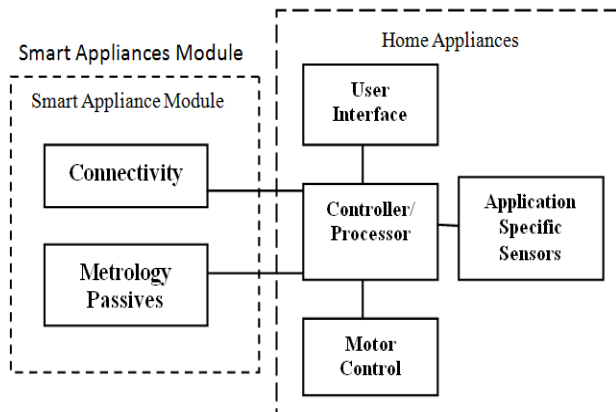 Smart Appliances Module
Smart Appliance Module
Connectivity
Metrology
Passives
Home Appliances
User
Interface
Controller/
Processor
Application
Specific
Sensors
Motor
Control